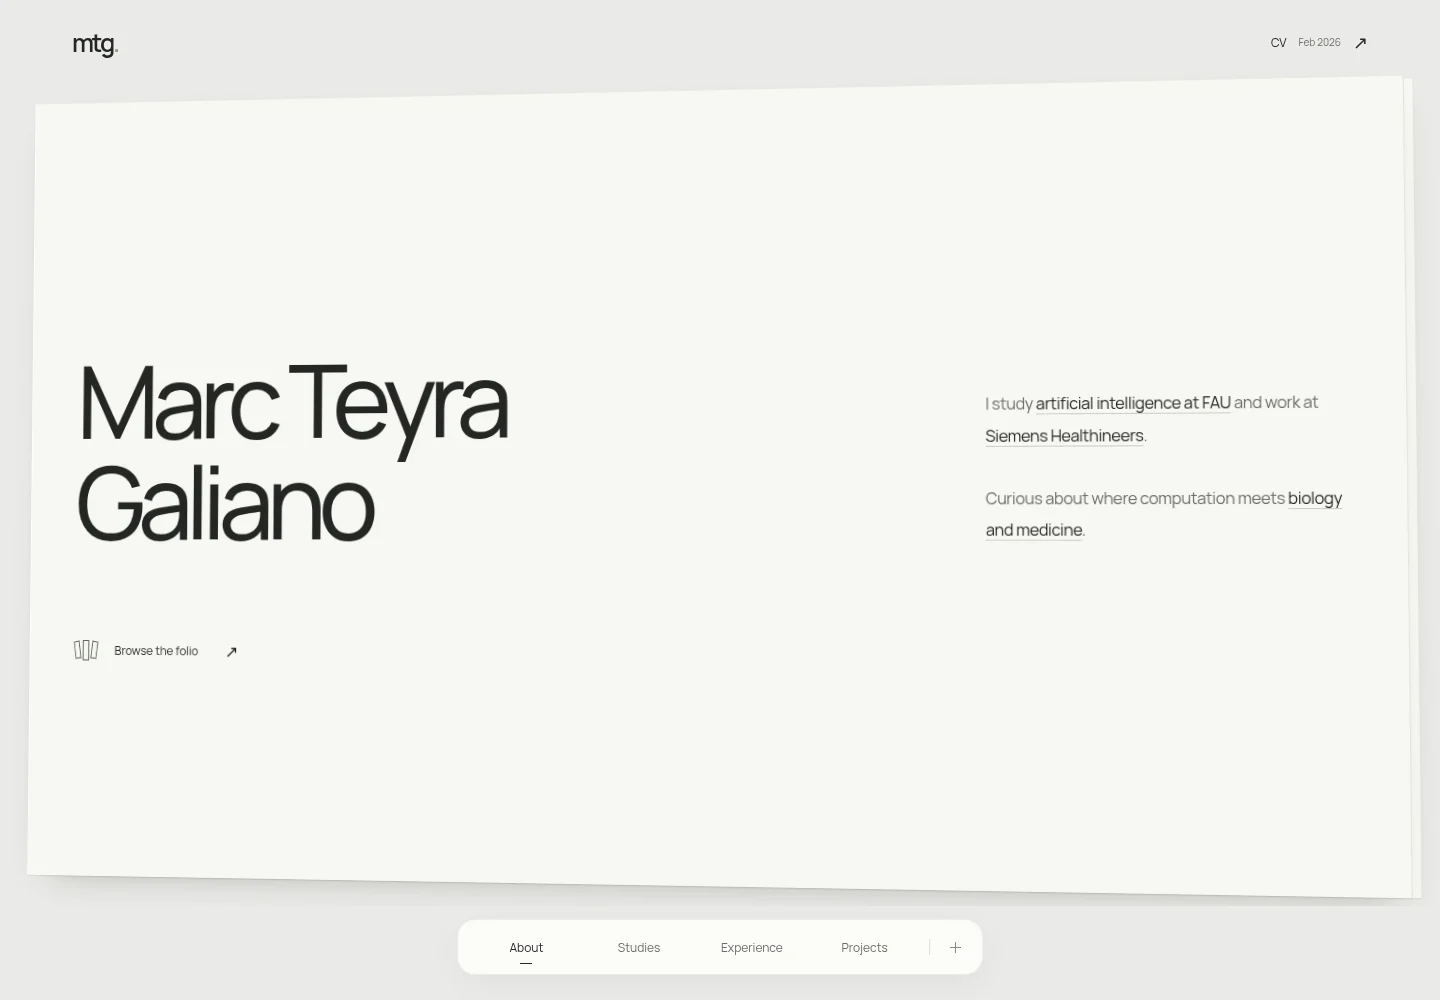 mtg.
CV Feb 2026
Marc Teyra
Galiano
I study artificial intelligence at FAU and work at
Siemens Healthineers.
Curious about where computation meets biology
and medicine.
Browse the folio
About Studies Experience Projects